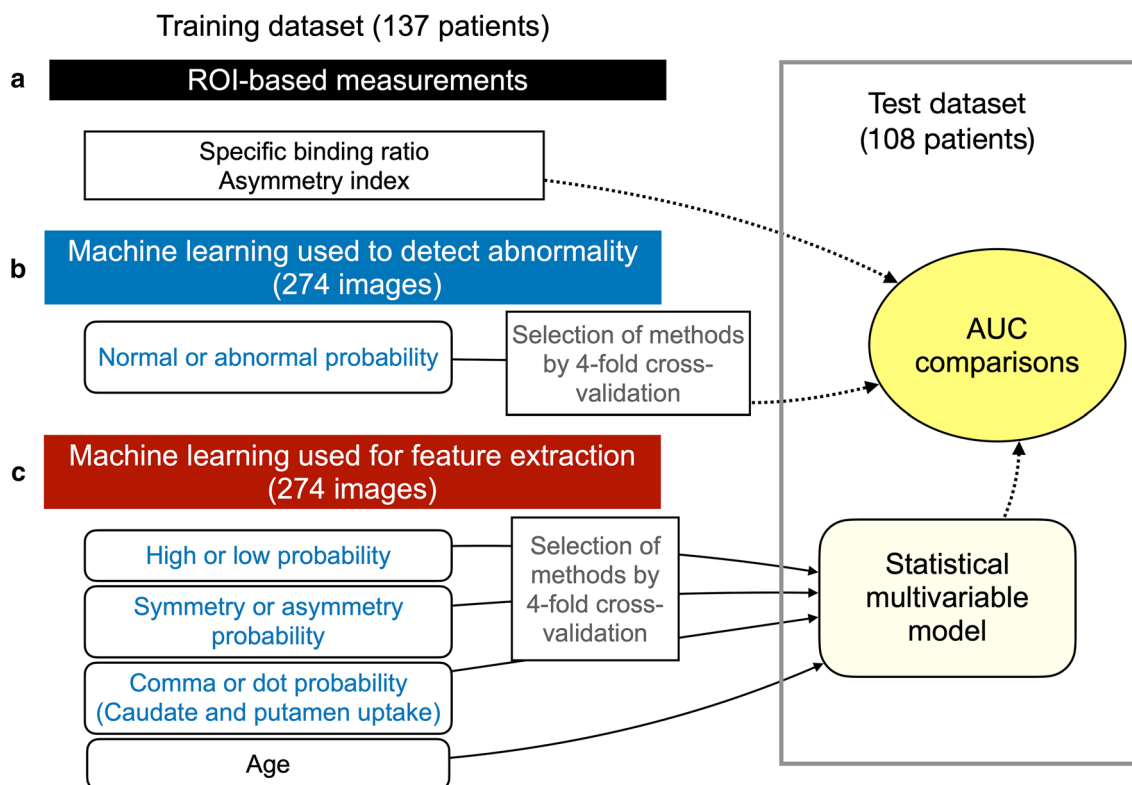 Training dataset (137 patients)
a
ROI-based measurements
Specific binding ratio
Asymmetry index
b
Machine learning used to detect abnormality
(274 images)
Normal or abnormal probability
Selection of methods
by 4-fold cross-
validation
c
Machine learning used for feature extraction
(274 images)
High or low probability
Symmetry or asymmetry
probability
Comma or dot probability
(Caudate and putamen uptake)
Age
Selection of
methods by
4-fold cross-
validation
Test dataset
(108 patients)
AUC
comparisons
Statistical
multivariable
model